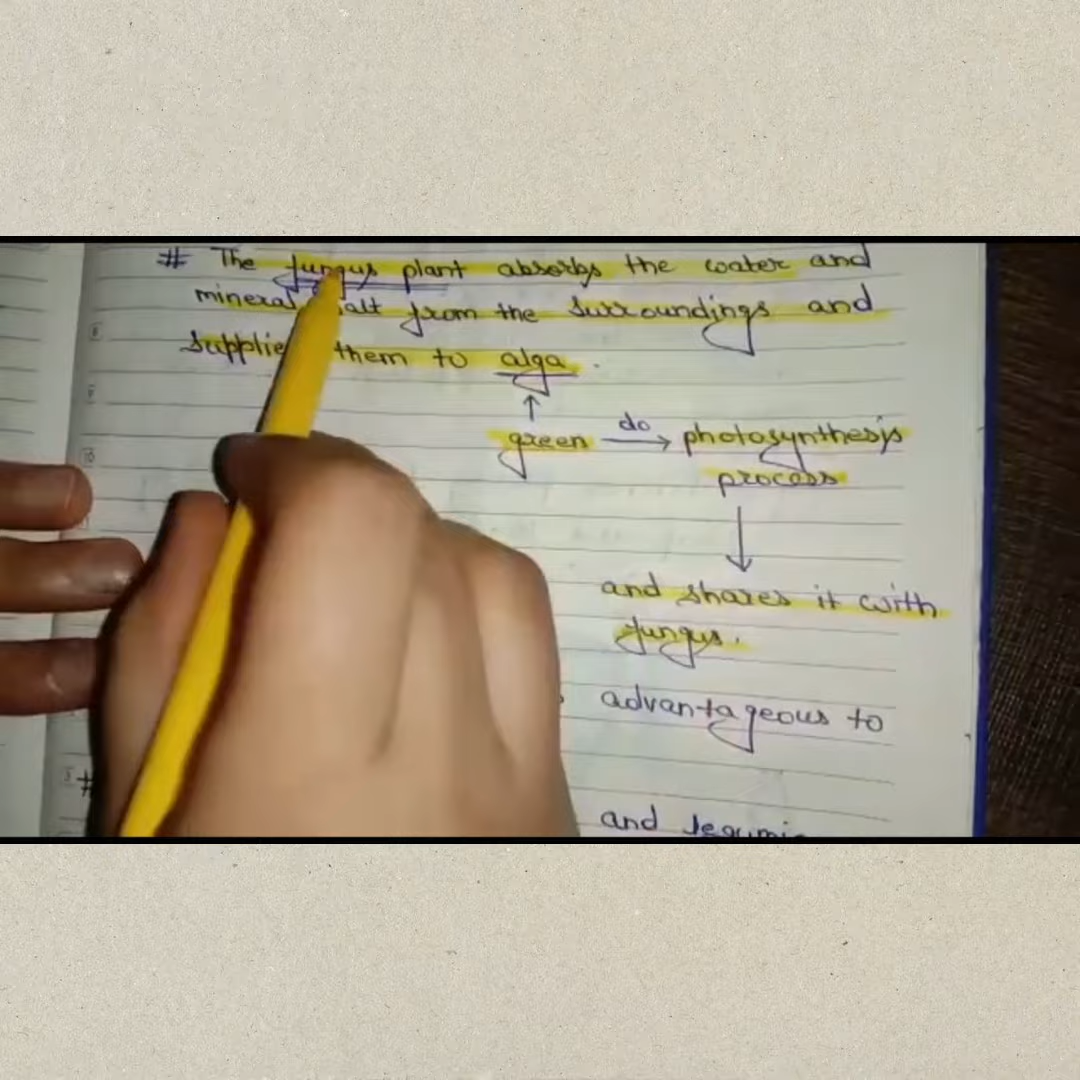 # The fungus plant absorbs the water and
mineral salt from the surroundings and
supplie them to alga.
↑
green do → photosynthesis
process
↓
and shares it with
fungus.
advantageous to
#
and